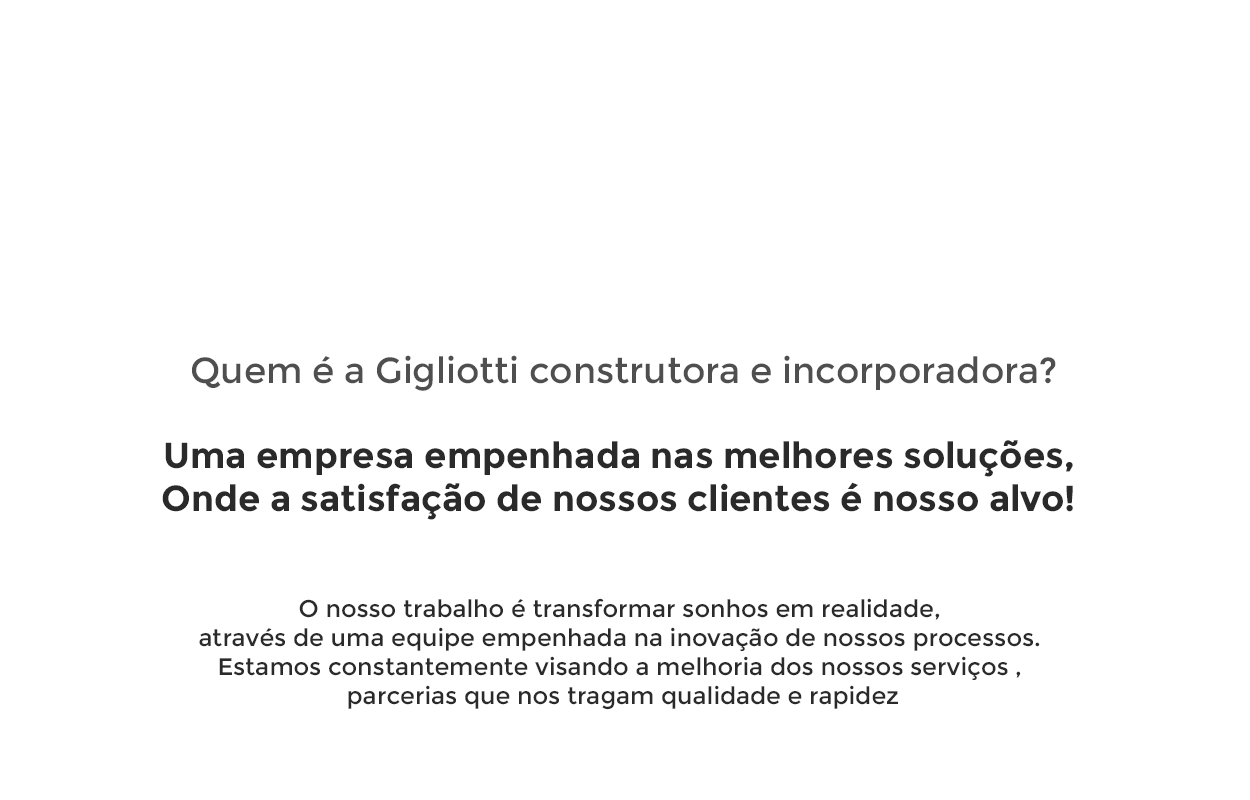 Quem é a Gigliotti construtora e incorporadora?
Uma empresa empenhada nas melhores soluções,
Onde a satisfação de nossos clientes é nosso alvo!
O nosso trabalho é transformar sonhos em realidade,
através de uma equipe empenhada na inovação de nossos processos.
Estamos constantemente visando a melhoria dos nossos serviços ,
parcerias que nos tragam qualidade e rapidez